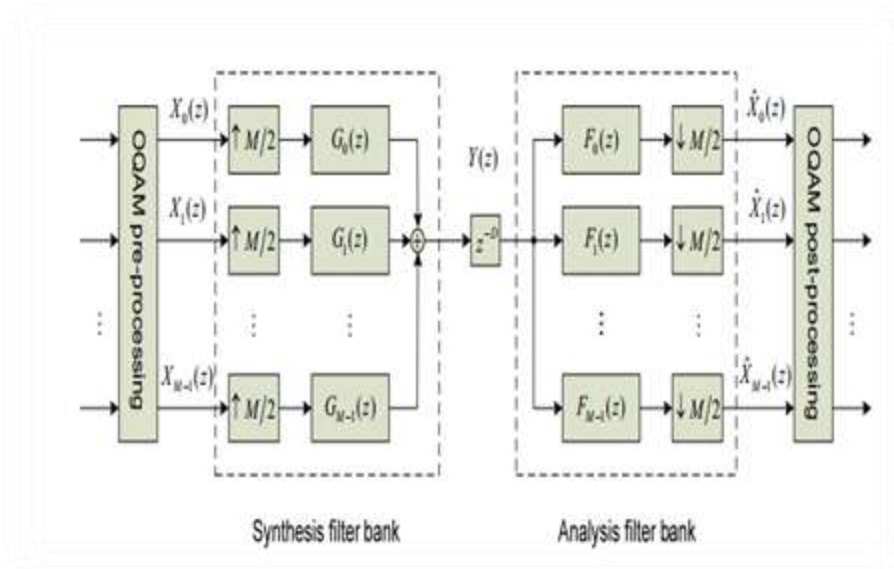 OQAM pre-processing
X₀(z)
↑M/2
G₀(z)
X₁(z)
↑M/2
G₁(z)
⋮
⋮
⋮
X_{M-1}(z)
↑M/2
G_{M-1}(z)
Synthesis filter bank
Y(z)
z^{-D}
F₀(z)
↓M/2
X̂₀(z)
F₁(z)
↓M/2
X̂₁(z)
⋮
⋮
⋮
F_{M-1}(z)
↓M/2
X̂_{M-1}(z)
OQAM post-processing
Analysis filter bank